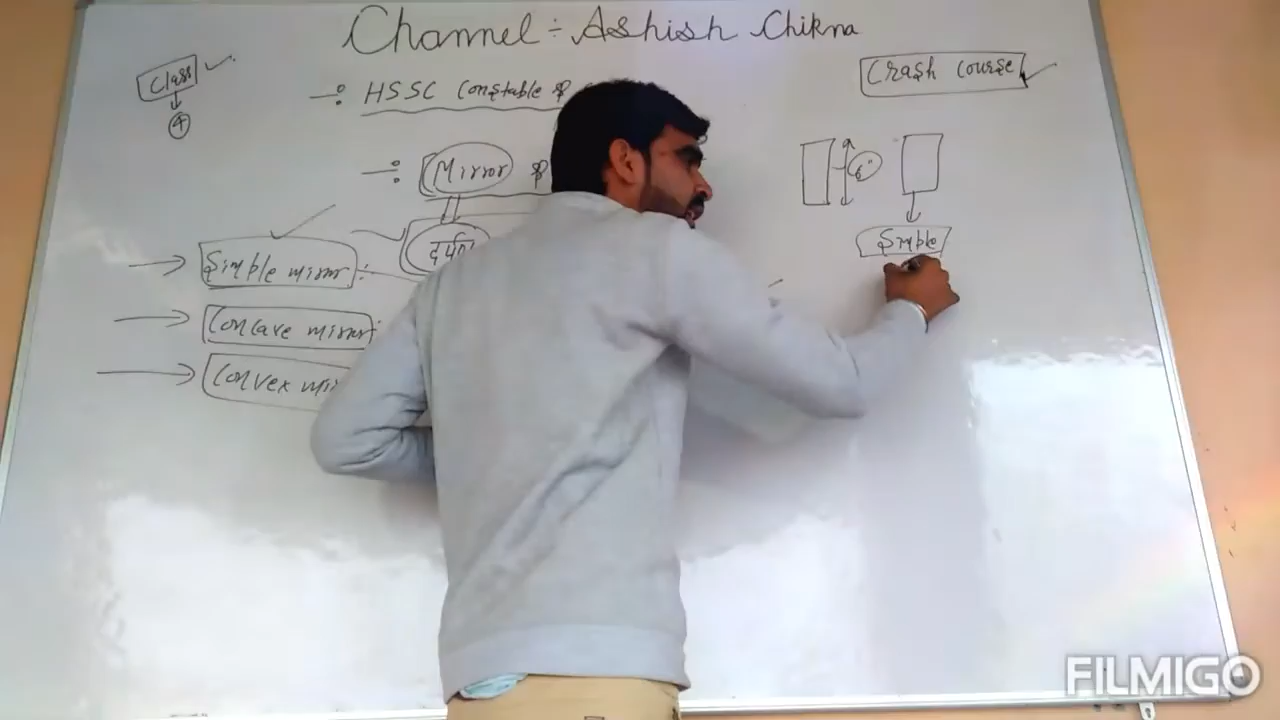 Channel ÷ Ashish Chikna
Class ✓
4
-: HSSC Constable
Crash course ✓
-: Mirror
6"
Simple
Simple mirror :-
Concave mirror
Convex
FILMIGO